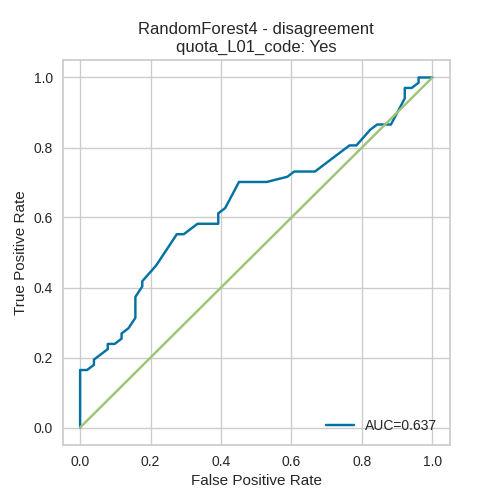 RandomForest4 - disagreement
quota_L01_code: Yes
True Positive Rate
1.0
0.8
0.6
0.4
0.2
0.0
AUC=0.637
0.0 0.2 0.4 0.6 0.8 1.0
False Positive Rate